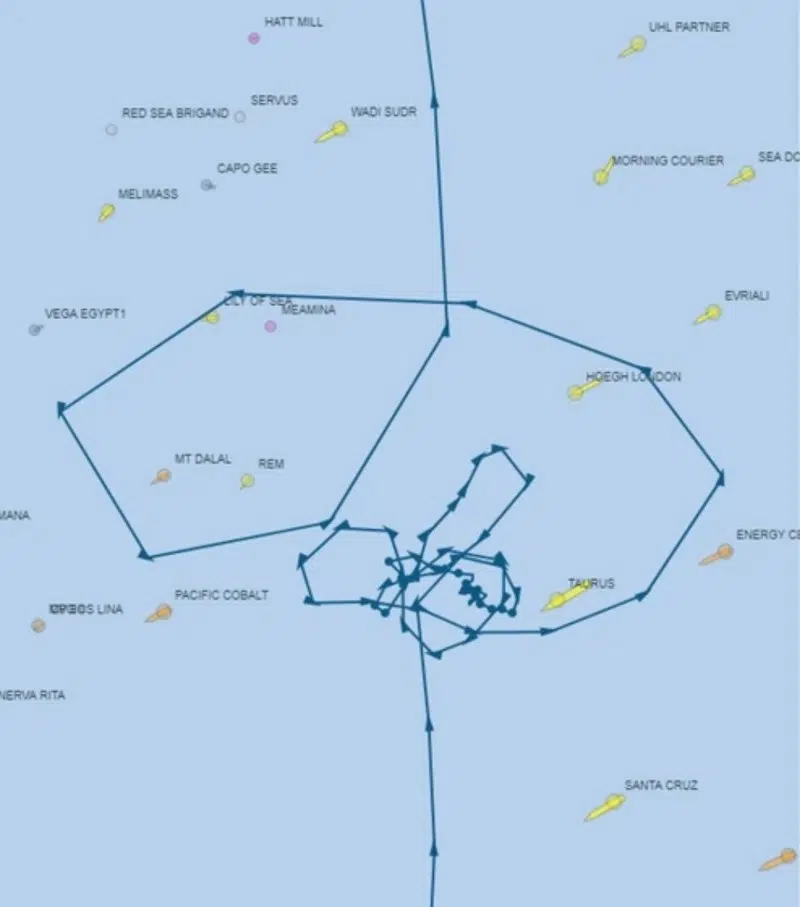 HATT MILL
UHL PARTNER
SERVUS
RED SEA BRIGAND
WADI SUDR
MORNING COURIER
SEA DO
CAPO GEE
MELIMASS
EVRIALI
LILY OF SEA
MEAMINA
VEGA EGYPT1
HOEGH LONDON
MT DALAL
REM
MANA
ENERGY CE
TAURUS
PACIFIC COBALT
LINA
NERVA RITA
SANTA CRUZ